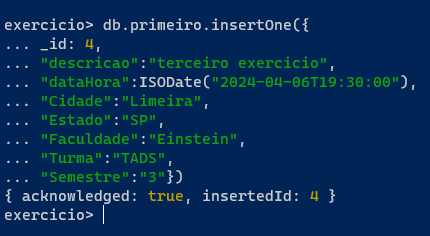 exercicio> db.primeiro.insertOne({
... _id: 4,
... "descricao":"terceiro exercicio",
... "dataHora":ISODate("2024-04-06T19:30:00"),
... "Cidade":"Limeira",
... "Estado":"SP",
... "Faculdade":"Einstein",
... "Turma":"TADS",
... "Semestre":"3"})
{ acknowledged: true, insertedId: 4 }
exercicio>